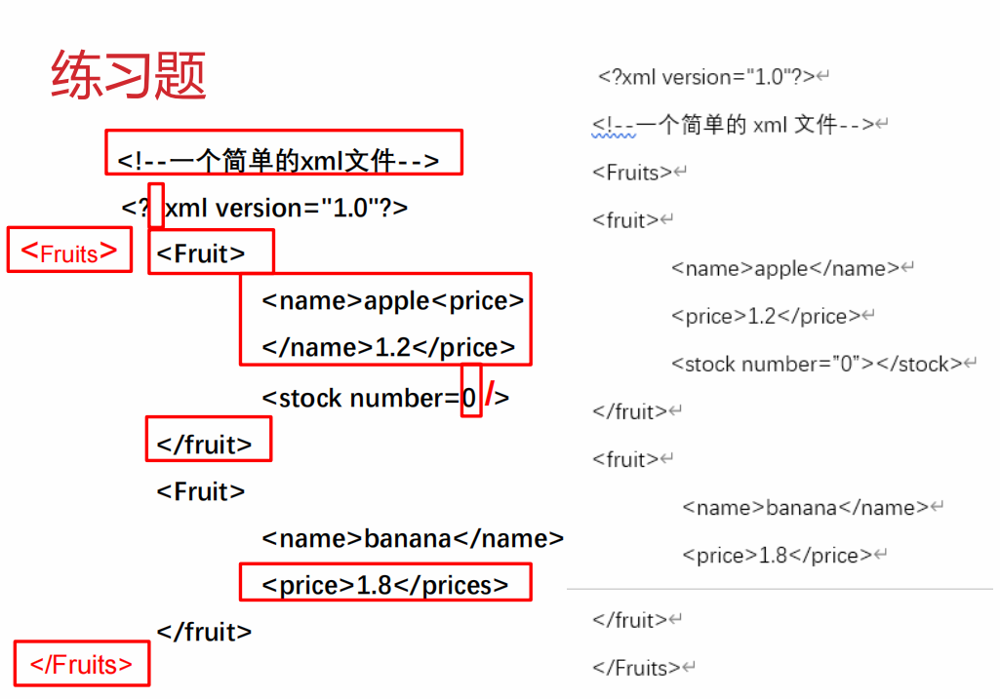 练习题
<!--一个简单的xml文件-->
<? xml version="1.0"?>
<Fruits> <Fruit>
<name>apple<price>
</name>1.2</price>
<stock number=0 />
</fruit>
<Fruit>
<name>banana</name>
<price>1.8</prices>
</fruit>
</Fruits>
<?xml version="1.0"?>↵
<!--一个简单的 xml 文件-->↵
<Fruits>↵
<fruit>↵
<name>apple</name>↵
<price>1.2</price>↵
<stock number="0"></stock>↵
</fruit>↵
<fruit>↵
<name>banana</name>↵
<price>1.8</price>↵
</fruit>↵
</Fruits>↵